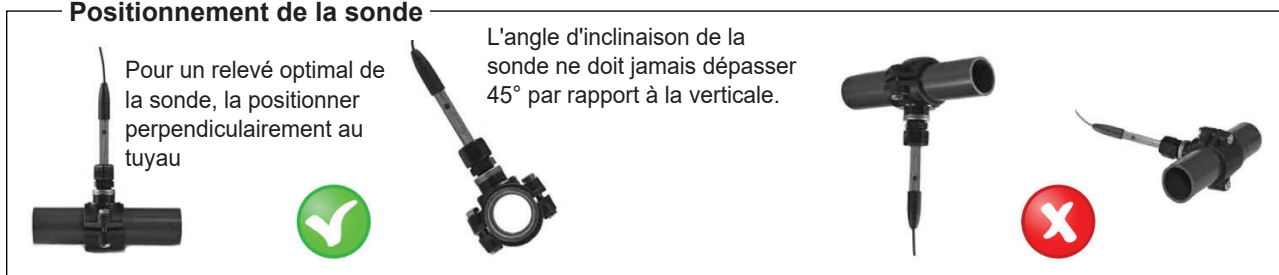 Positionnement de la sonde
Pour un relevé optimal de
la sonde, la positionner
perpendiculairement au
tuyau
L'angle d'inclinaison de la
sonde ne doit jamais dépasser
45° par rapport à la verticale.